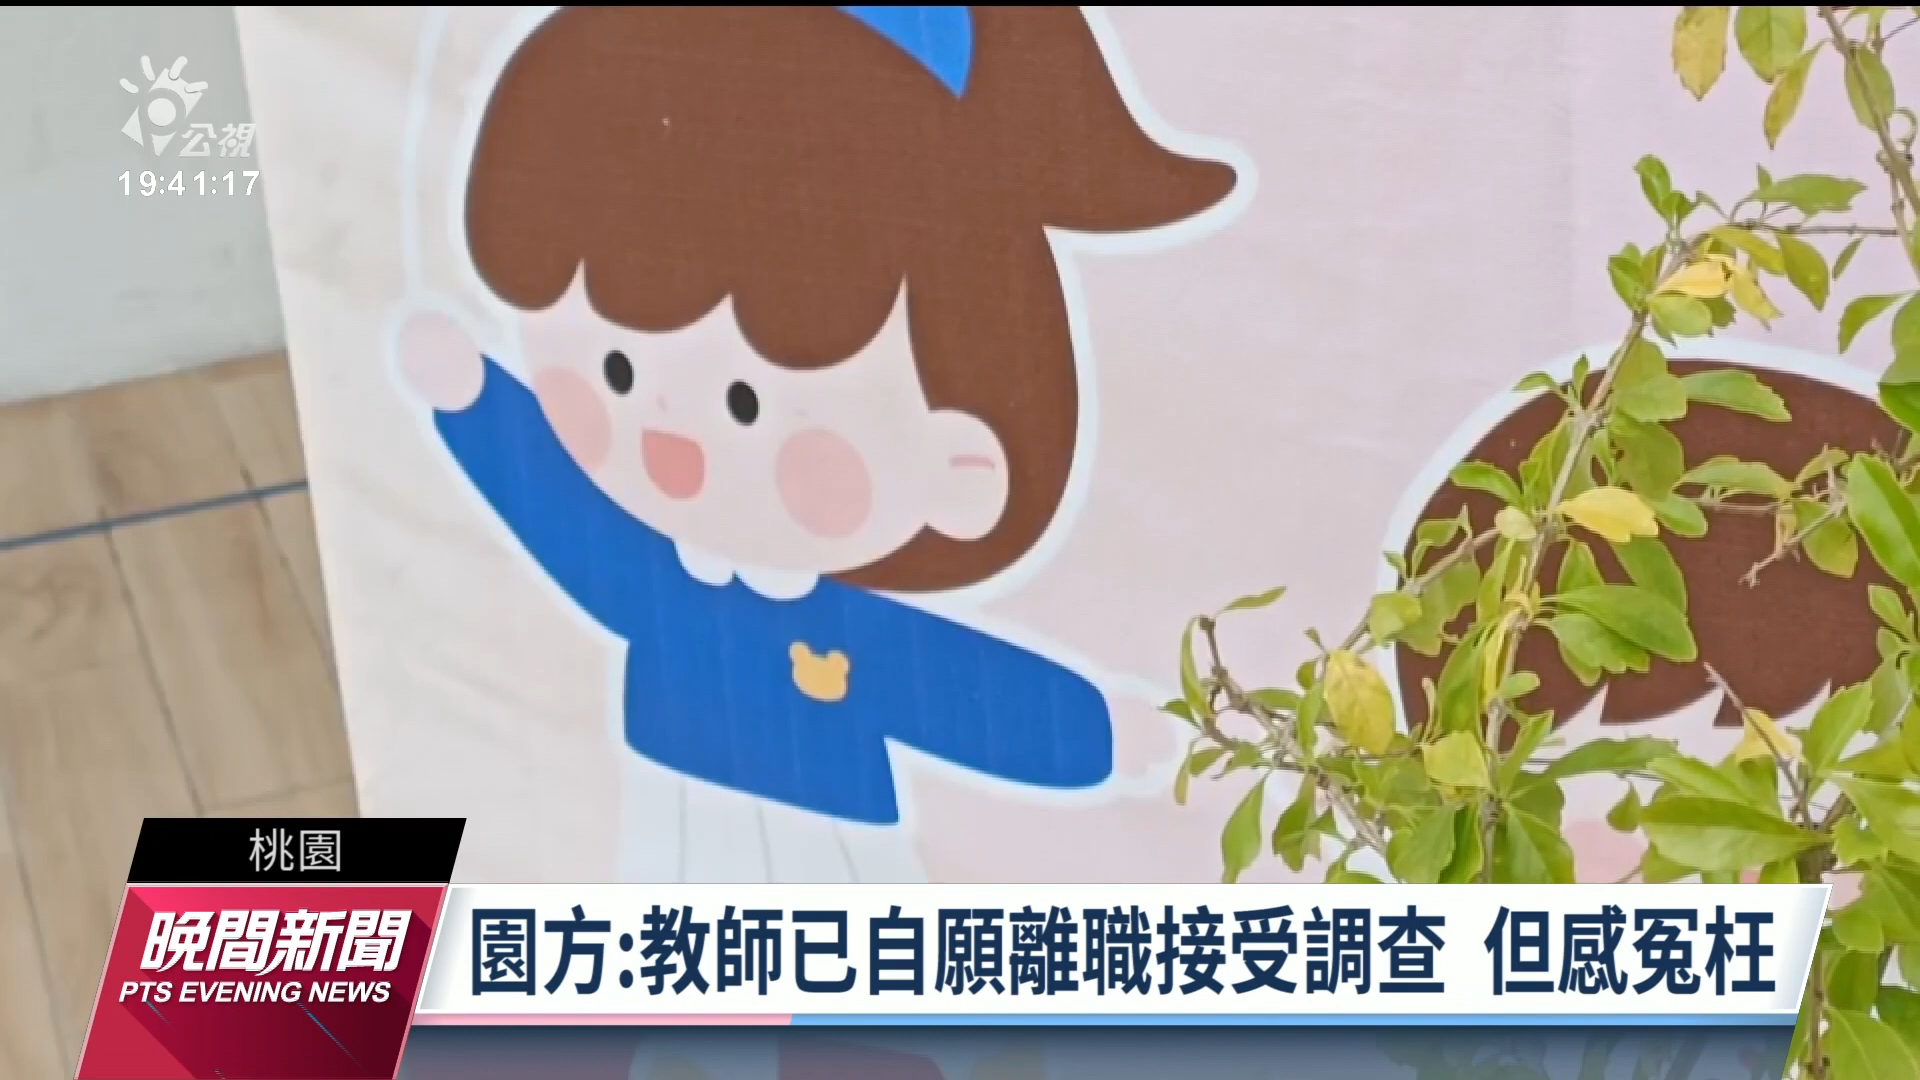 公視
19:41:17
桃園
晚間新聞
PTS EVENING NEWS
園方:教師已自願離職接受調查 但感冤枉